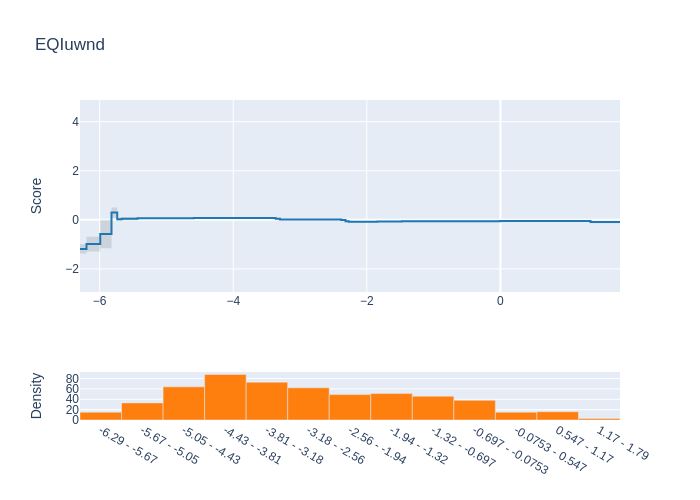 EQIuwnd
Score
4
2
0
−2
−6
−4
−2
0
Density
80
60
40
20
0
-6.29 - -5.67
-5.67 - -5.05
-5.05 - -4.43
-4.43 - -3.81
-3.81 - -3.18
-3.18 - -2.56
-2.56 - -1.94
-1.94 - -1.32
-1.32 - -0.697
-0.697 - -0.0753
-0.0753 - 0.547
0.547 - 1.17
1.17 - 1.79